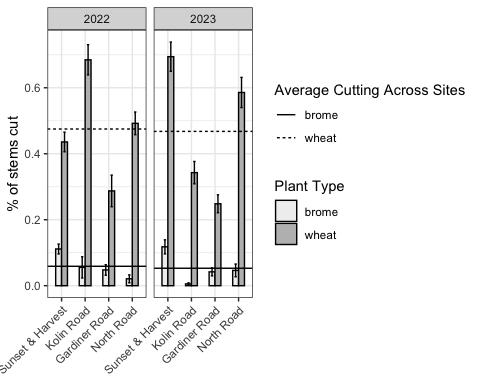 2022
2023
% of stems cut
0.6
0.4
0.2
0.0
Sunset & Harvest
Kolin Road
Gardiner Road
North Road
Sunset & Harvest
Kolin Road
Gardiner Road
North Road
Average Cutting Across Sites
brome
wheat
Plant Type
brome
wheat